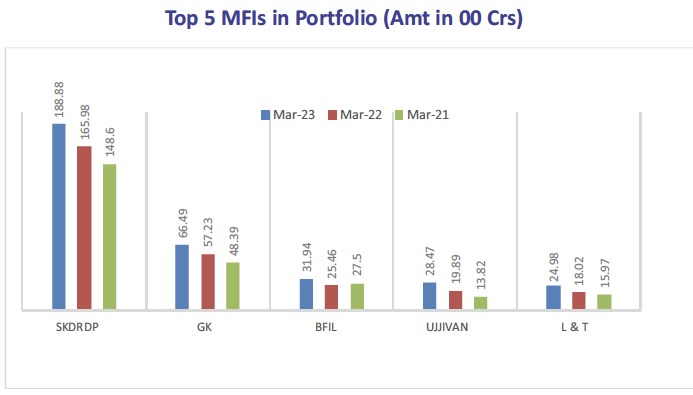 Top 5 MFIs in Portfolio (Amt in 00 Crs)
Mar-23 Mar-22 Mar-21
188.88 165.98 148.6
66.49 57.23 48.39
31.94 25.46 27.5
28.47 19.89 13.82
24.98 18.02 15.97
SKDRDP GK BFIL UJJIVAN L & T